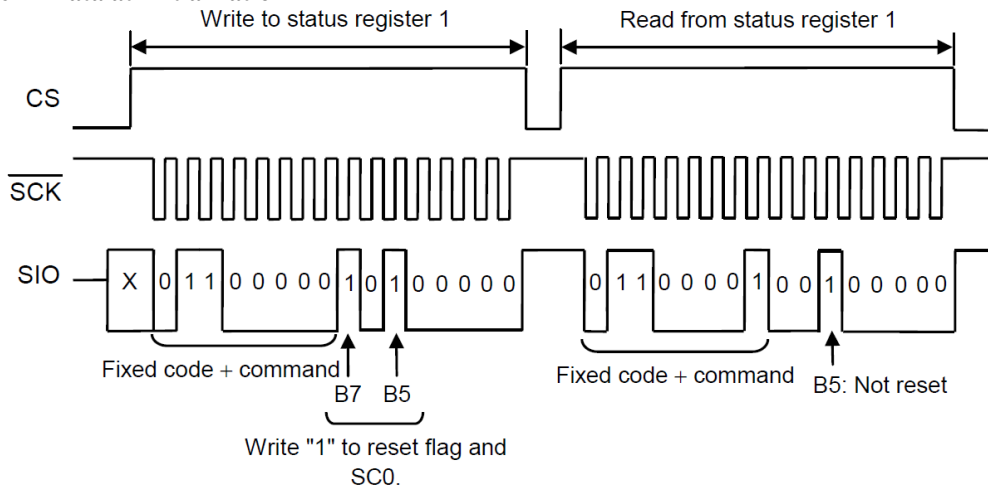 Write to status register 1
Read from status register 1
CS
SCK
SIO
X 0 1 1 0 0 0 0 0 1 0 1 0 0 0 0 0
0 1 1 0 0 0 0 1 0 0 1 0 0 0 0 0
Fixed code + command
B7 B5
Fixed code + command
B5: Not reset
Write "1" to reset flag and
SC0.